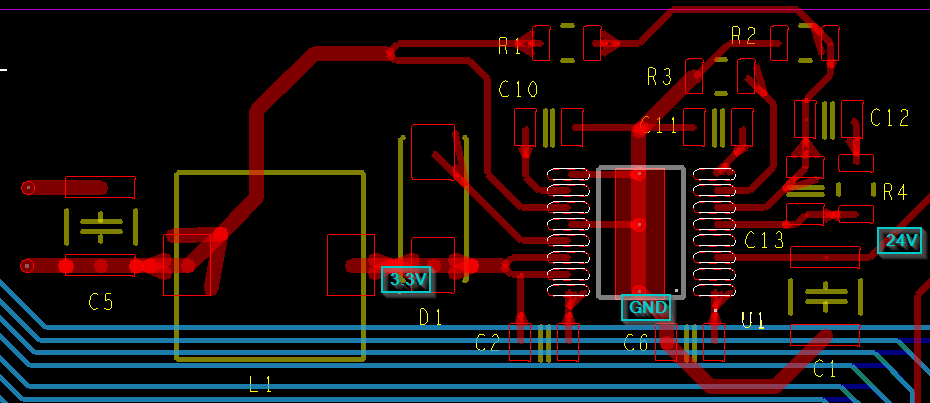 R1
R2
R3
C10
C11
C12
R4
C13
24V
3.3V
C5
GND
D1
U1
C2
C6
C1
L1